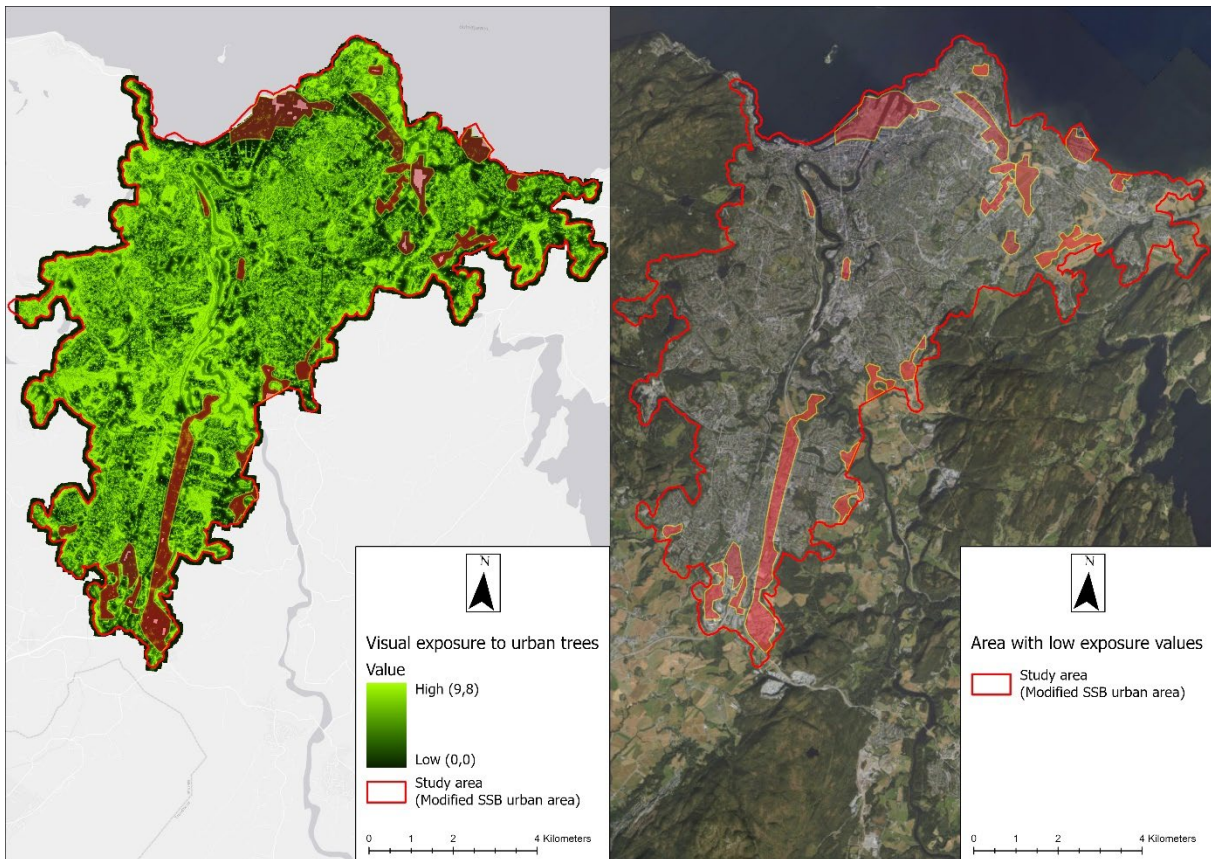 N
Visual exposure to urban trees
Value
High (9,8)
Low (0,0)
Study area
(Modified SSB urban area)
0 1 2 4 Kilometers
N
Area with low exposure values
Study area
(Modified SSB urban area)
0 1 2 4 Kilometers